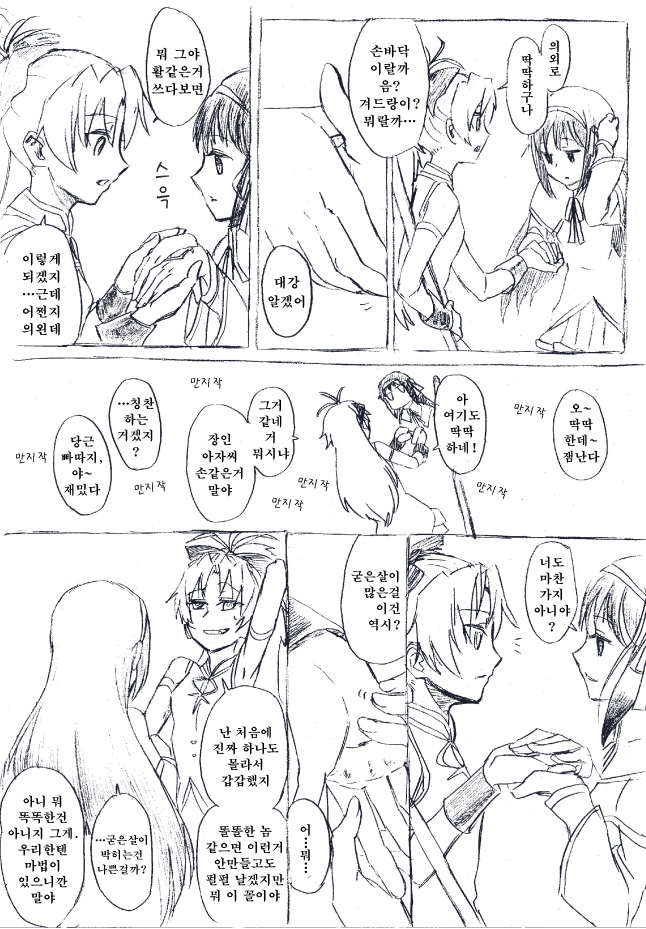 의외로
딱딱하구나
손바닥
이랄까
음?
겨드랑이?
뭐랄까…
대강
알겠어
뭐 그야
활같은거
쓰다보면
스윽
이렇게
되겠지
…근데
어쩐지
의왼데
오~
딱딱
한데~
잼난다
만지작
아
여기도
딱딱
하네!
만지작
그거
같네
거
뭐시냐
만지작
만지작
장인
아자씨
손같은거
말야
만지작
…칭찬
하는
거겠지
?
만지작
당근
빠따지,
야~
재밌다
만지작
너도
마찬
가지
아니야
?
굳은살이
많은걸
이건
역시?
어…
…뭐…
난 처음에
진짜 하나도
몰라서
갑갑했지
똘똘한 놈
같으면 이런거
안만들고도
펄펄 날겠지만
뭐 이 꼴이야
…굳은살이
박히는건
나쁜걸까?
아니 뭐
똑똑한건
아니지 그게.
우리한텐
마법이
있으니깐
말야